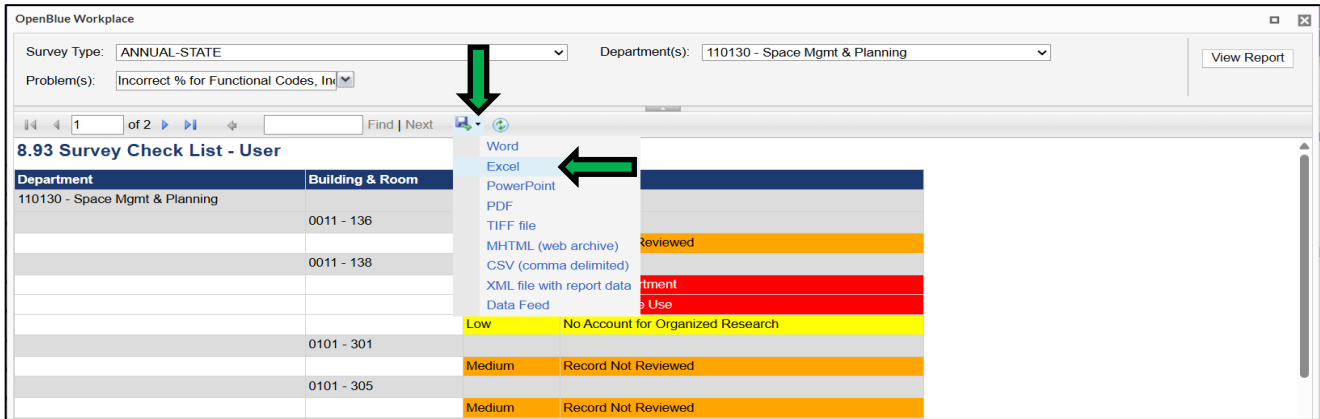 OpenBlue Workplace
Survey Type: ANNUAL-STATE Department(s): 110130 - Space Mgmt & Planning View Report
Problem(s): Incorrect % for Functional Codes,
1 of 2 Find | Next
8.93 Survey Check List - User
Word
Excel
PowerPoint
PDF
TIFF file
MHTML (web archive)
CSV (comma delimited)
XML file with report data
Data Feed
Department Building & Room
110130 - Space Mgmt & Planning
0011 - 136
Reviewed
0011 - 138
Use
Low No Account for Organized Research
0101 - 301
Medium Record Not Reviewed
0101 - 305
Medium Record Not Reviewed